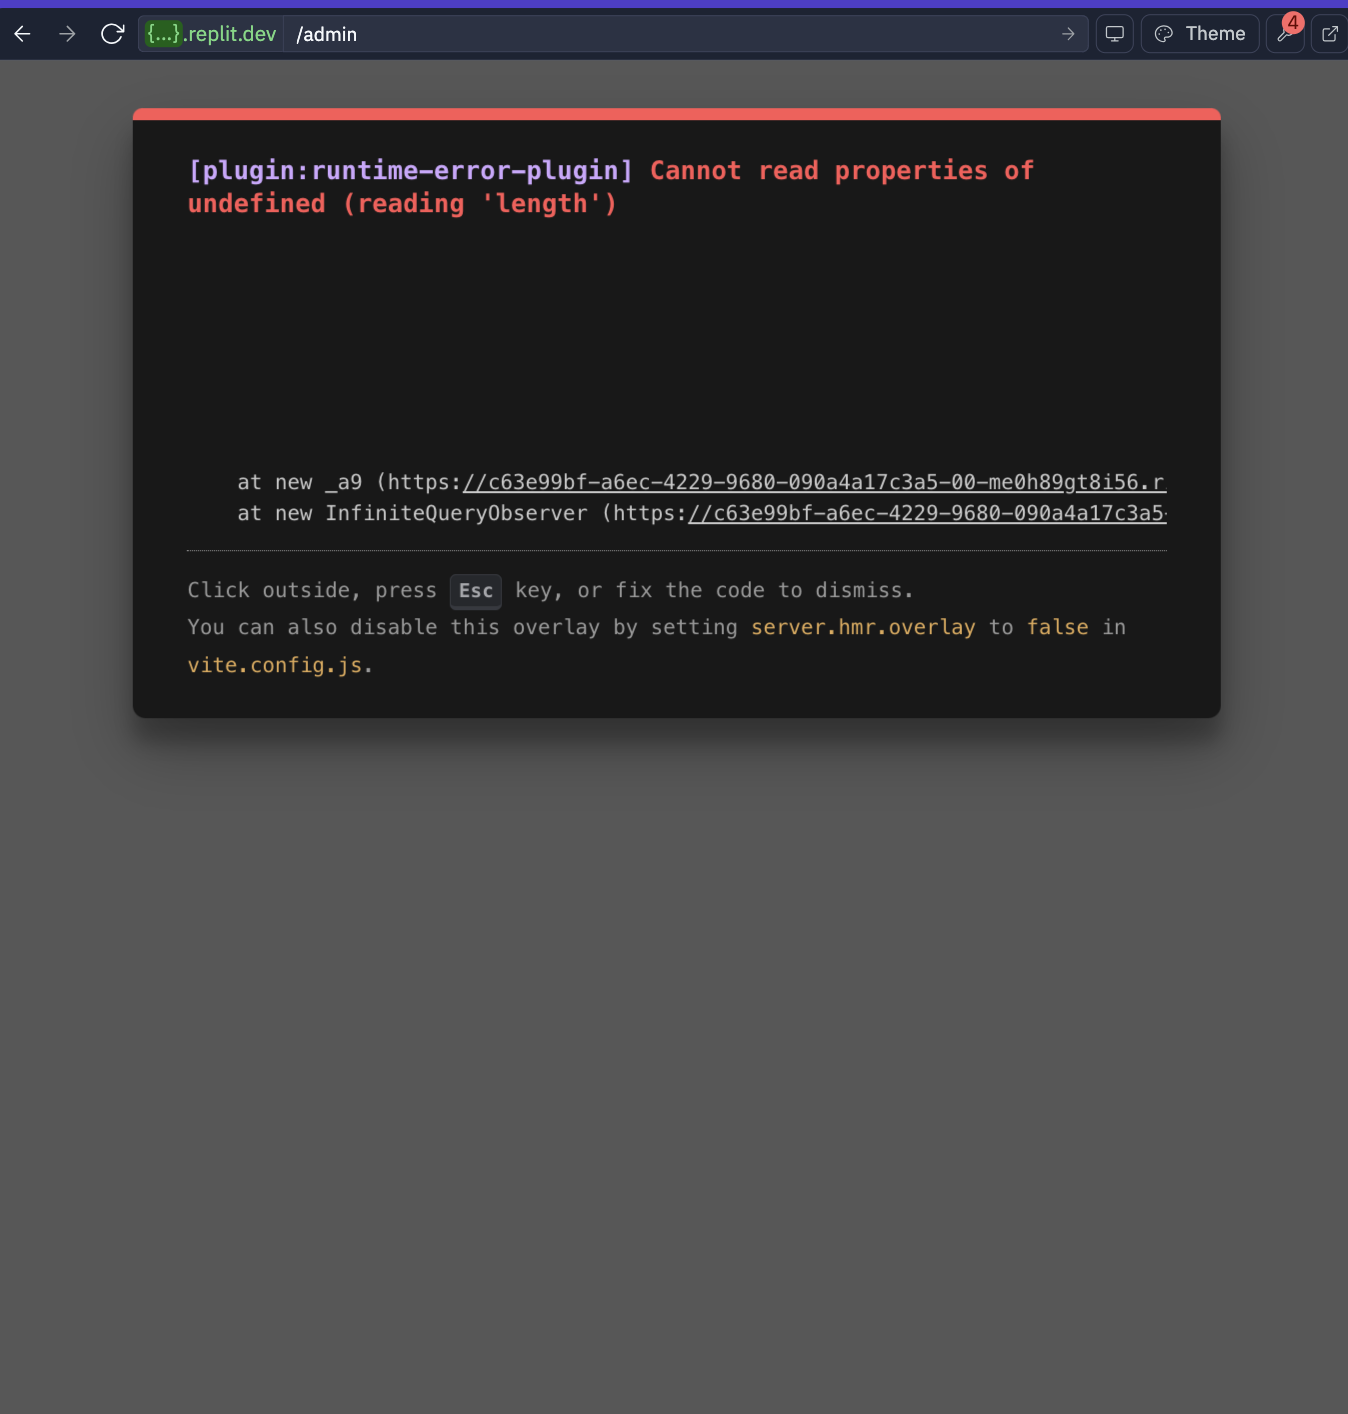 {...}.replit.dev /admin Theme 4
[plugin:runtime-error-plugin] Cannot read properties of
undefined (reading 'length')
at new _a9 (https://c63e99bf-a6ec-4229-9680-090a4a17c3a5-00-me0h89gt8i56.r
at new InfiniteQueryObserver (https://c63e99bf-a6ec-4229-9680-090a4a17c3a5-
Click outside, press Esc key, or fix the code to dismiss.
You can also disable this overlay by setting server.hmr.overlay to false in
vite.config.js.